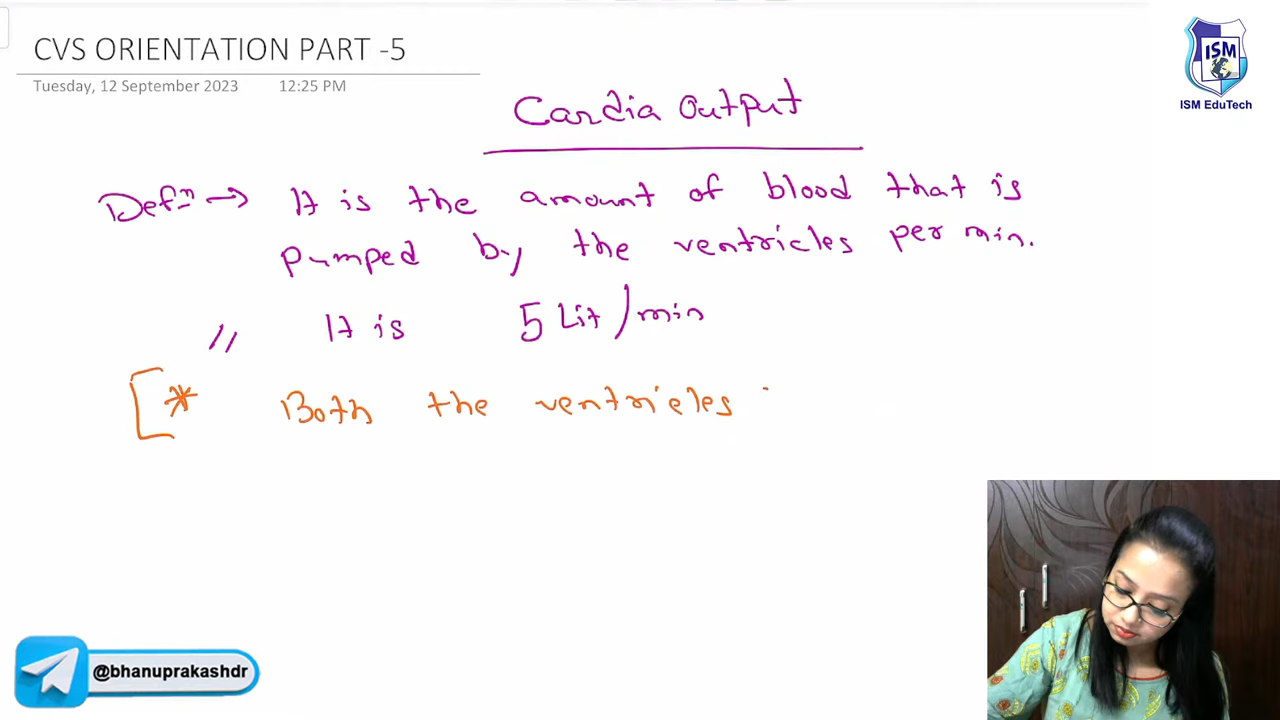 CVS ORIENTATION PART -5
Tuesday, 12 September 2023 12:25 PM
ISM
ISM EduTech
Cardia Output
Defn → It is the amount of blood that is
pumped by the ventricles per min.
// It is 5 Lit/min
[* Both the ventricles
@bhanuprakashdr